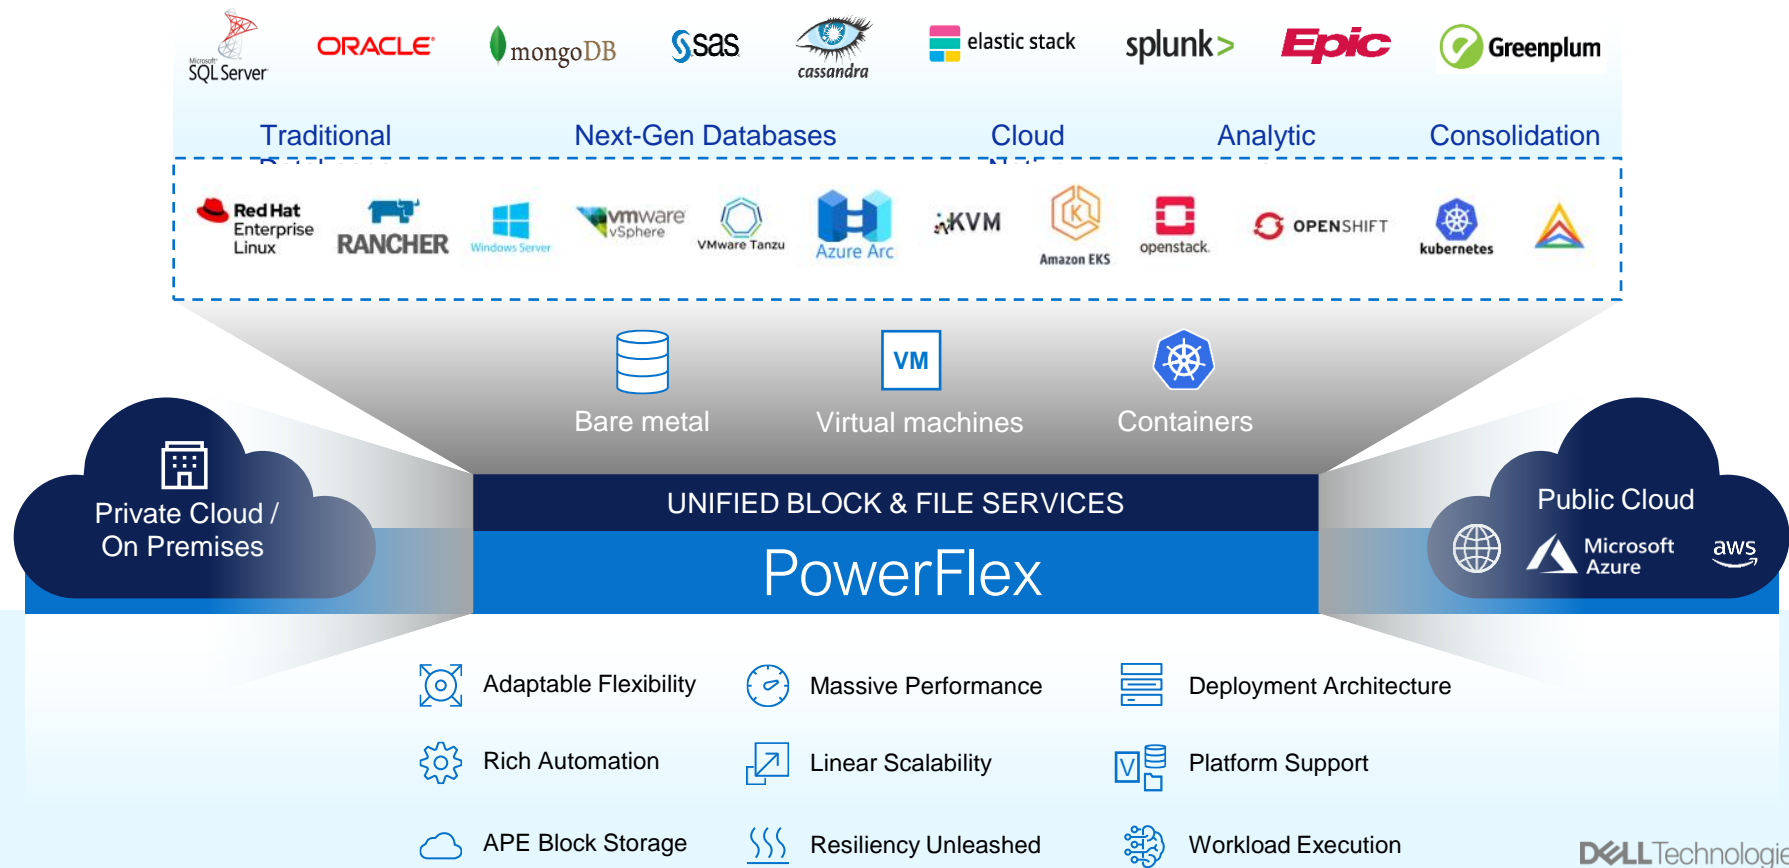 Microsoft
SQL Server
ORACLE
mongoDB
sas
cassandra
elastic stack
splunk>
Epic
Greenplum
Traditional
Next-Gen Databases
Cloud
Analytic
Consolidation
Red Hat
Enterprise
Linux
RANCHER
Windows Server
vmware
vSphere
VMware Tanzu
Azure Arc
KVM
Amazon EKS
openstack.
OPENSHIFT
kubernetes
VM
Bare metal
Virtual machines
Containers
Private Cloud /
On Premises
UNIFIED BLOCK & FILE SERVICES
PowerFlex
Public Cloud
Microsoft
Azure
aws
Adaptable Flexibility
Massive Performance
Deployment Architecture
Rich Automation
Linear Scalability
V
Platform Support
APE Block Storage
Resiliency Unleashed
Workload Execution
DELLTechnologie